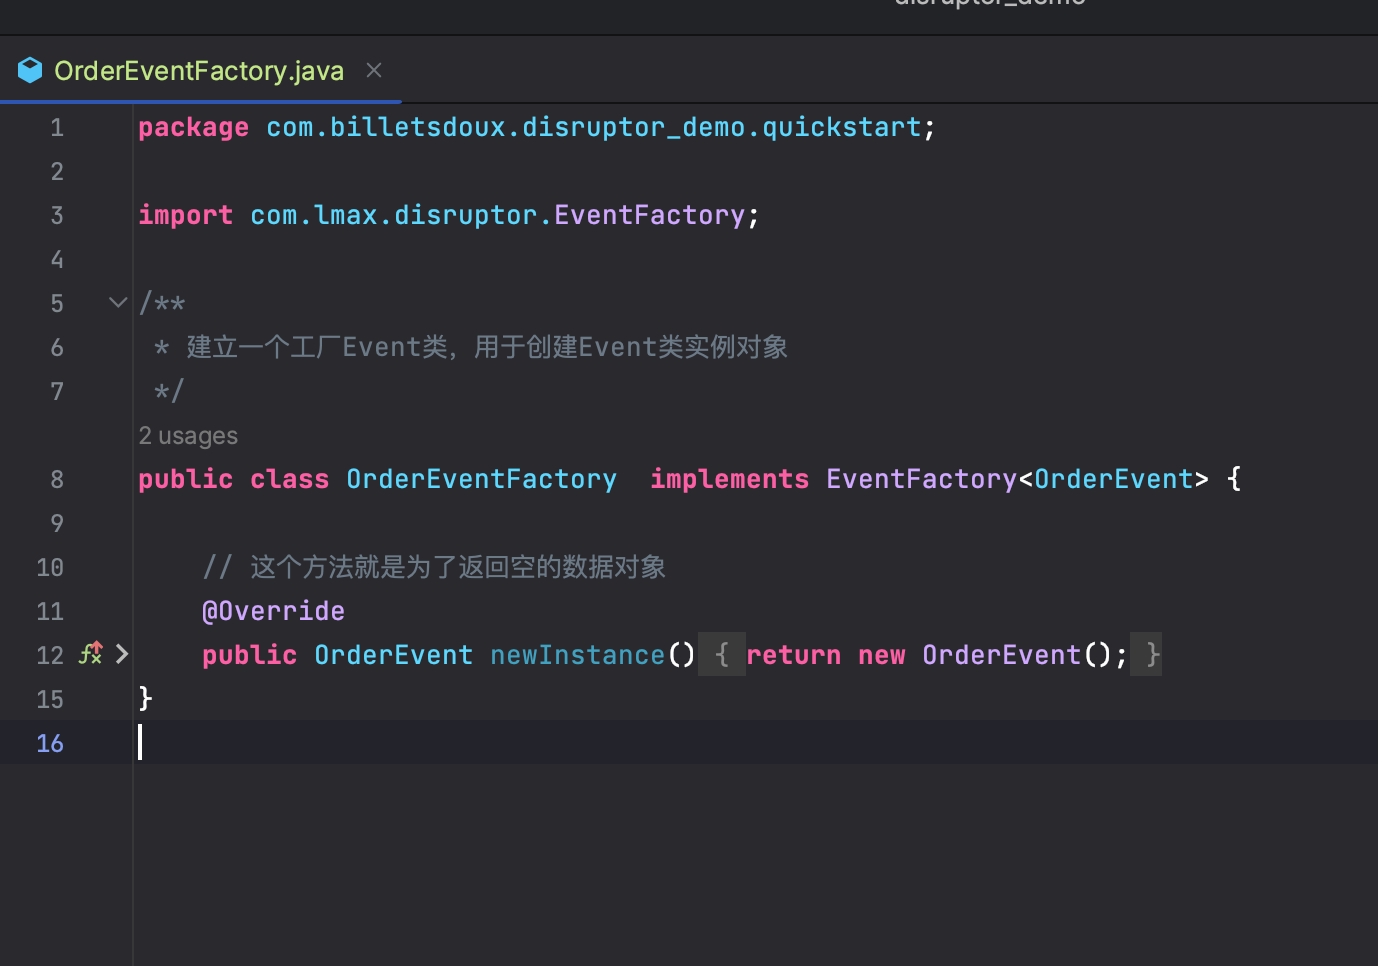 disruptor_demo
OrderEventFactory.java
1 package com.billetsdoux.disruptor_demo.quickstart;
2
3 import com.lmax.disruptor.EventFactory;
4
5 /**
6 * 建立一个工厂Event类，用于创建Event类实例对象
7 */
2 usages
8 public class OrderEventFactory  implements EventFactory<OrderEvent> {
9
10 // 这个方法就是为了返回空的数据对象
11 @Override
12 public OrderEvent newInstance() { return new OrderEvent(); }
15 }
16